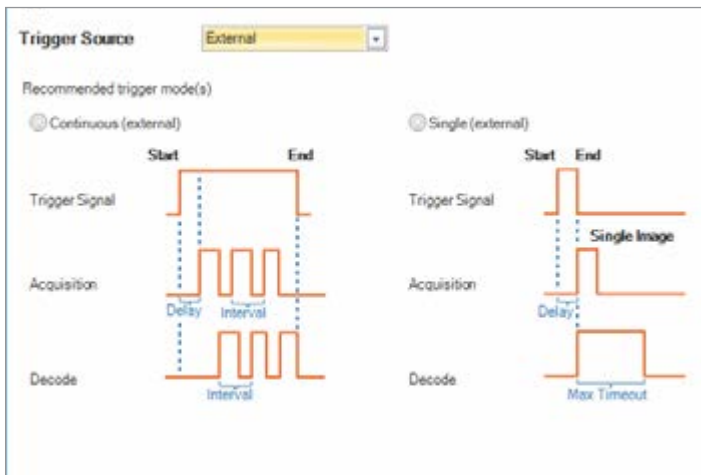 Trigger Source External
Recommended trigger mode(s)
Continuous (external)
Start End
Trigger Signal
Acquisition
Delay Interval
Decode
Interval
Single (external)
Start End
Trigger Signal
Single Image
Acquisition
Delay
Decode
Max Timeout